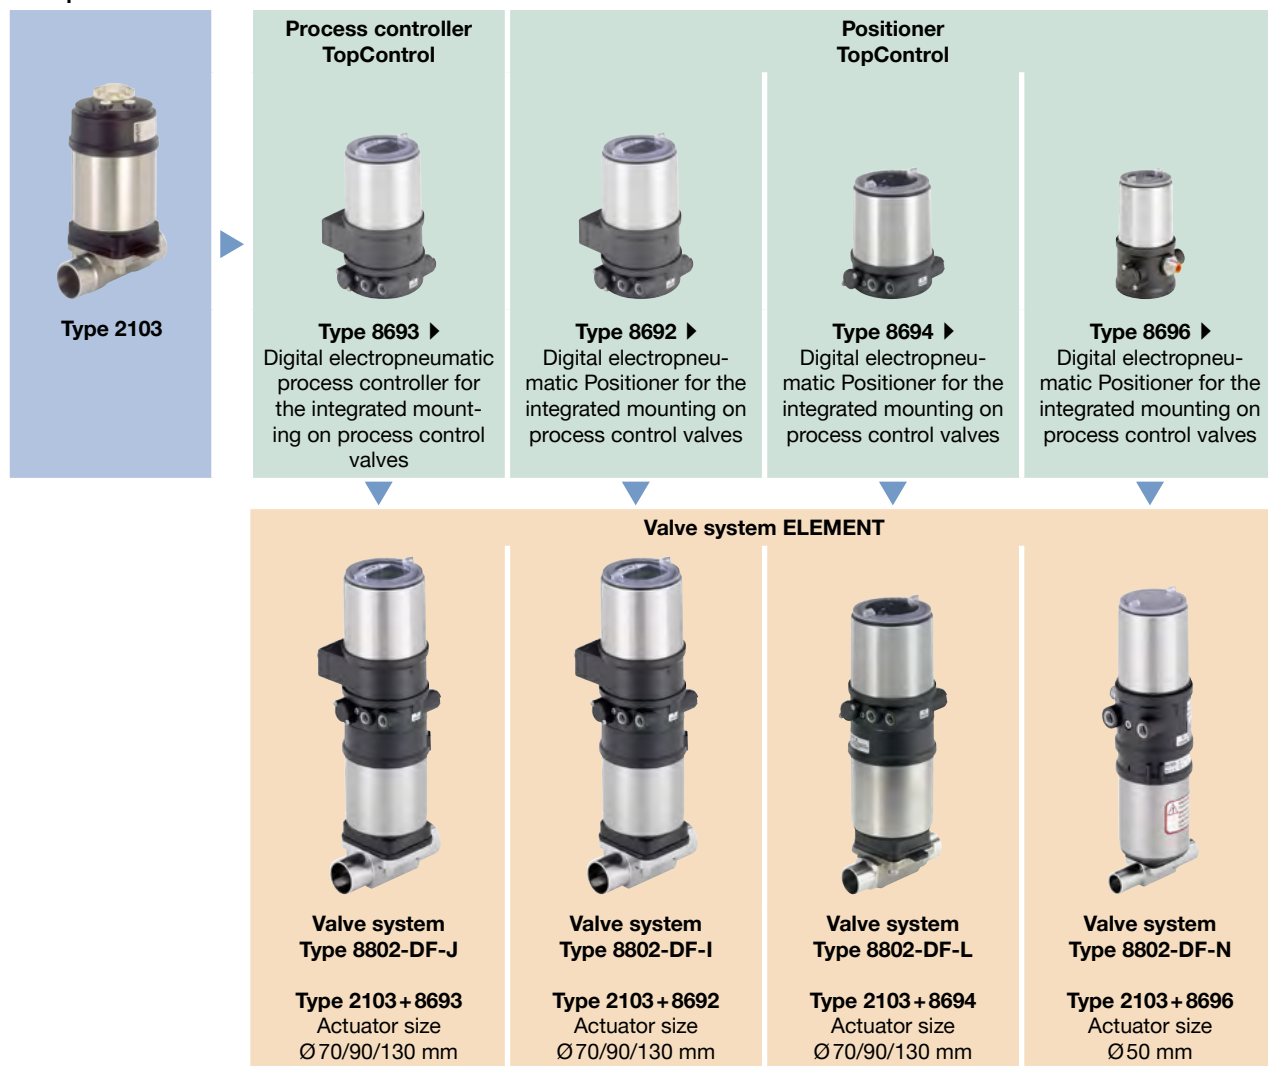 Process controller
TopControl
Positioner
TopControl
Type 2103
Type 8693
Digital electropneumatic
process controller for
the integrated mount-
ing on process control
valves
Type 8692
Digital electropneu-
matic Positioner for the
integrated mounting on
process control valves
Type 8694
Digital electropneu-
matic Positioner for the
integrated mounting on
process control valves
Type 8696
Digital electropneu-
matic Positioner for the
integrated mounting on
process control valves
Valve system ELEMENT
Valve system
Type 8802-DF-J
Type 2103+8693
Actuator size
Ø70/90/130 mm
Valve system
Type 8802-DF-I
Type 2103+8692
Actuator size
Ø70/90/130 mm
Valve system
Type 8802-DF-L
Type 2103+8694
Actuator size
Ø70/90/130 mm
Valve system
Type 8802-DF-N
Type 2103+8696
Actuator size
Ø50 mm